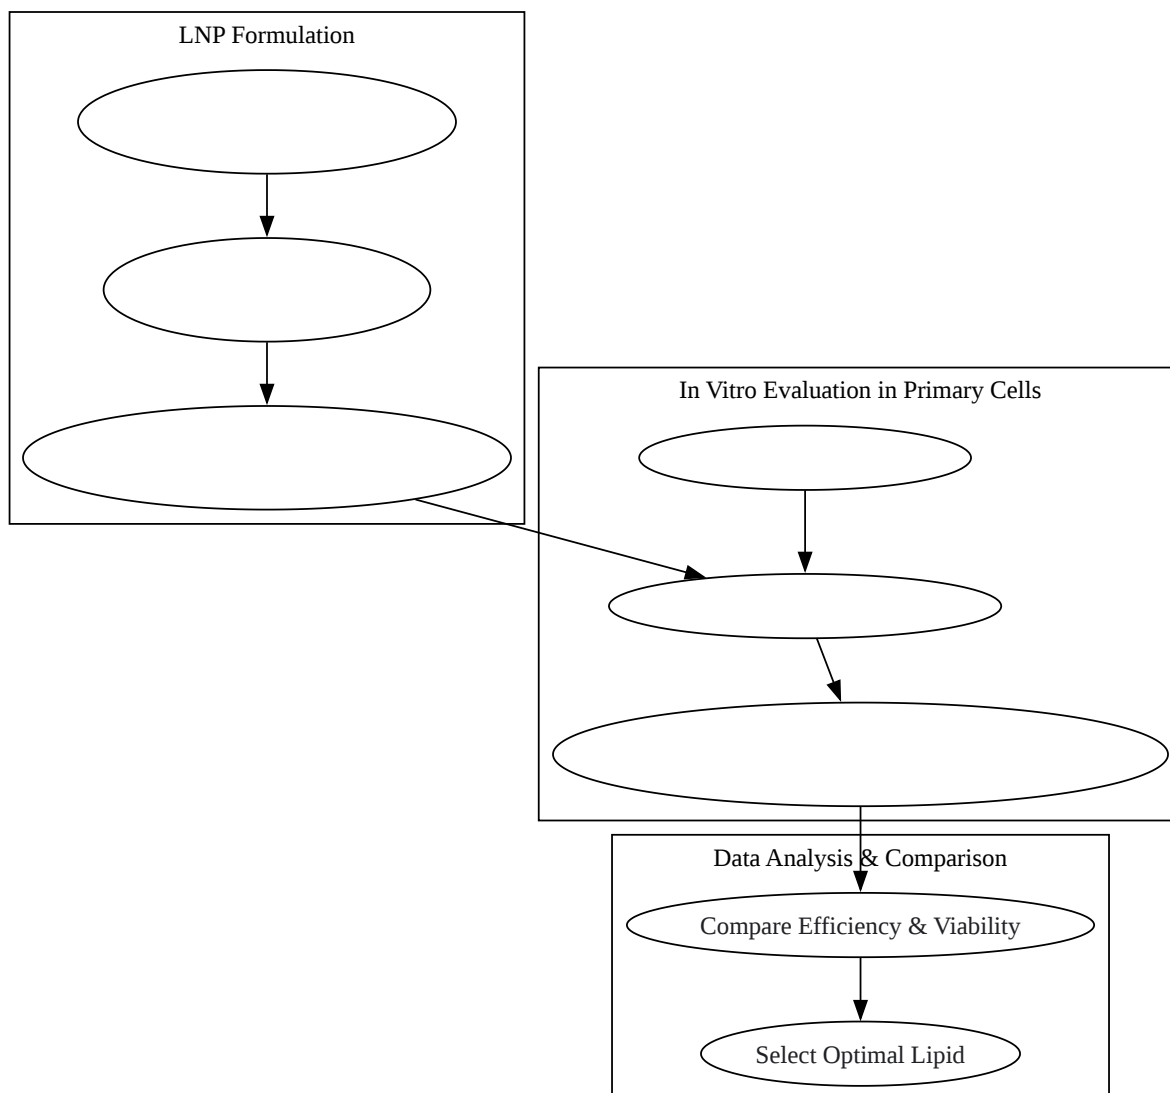 LNP Formulation
In Vitro Evaluation in Primary Cells
Data Analysis & Comparison
Compare Efficiency & Viability
Select Optimal Lipid